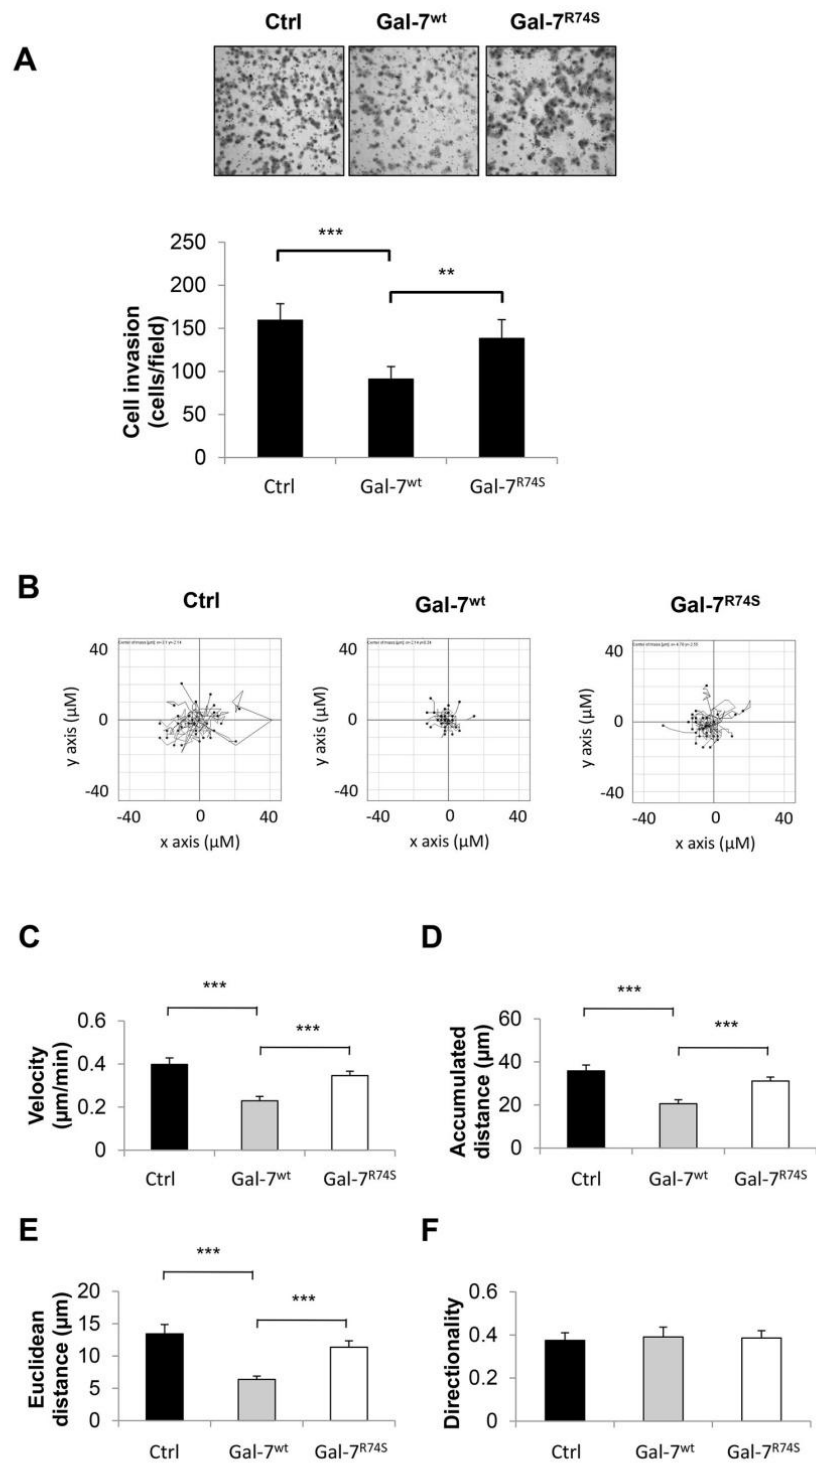 Ctrl Gal-7wt Gal-7R74S
A
***
**
250
200
150
100
50
0
Cell invasion
(cells/field)
Ctrl Gal-7wt Gal-7R74S
B
Ctrl Gal-7wt Gal-7R74S
40
0
-40
y axis (µM)
-40 0 40
x axis (µM)
40
0
-40
y axis (µM)
-40 0 40
x axis (µM)
40
0
-40
y axis (µM)
-40 0 40
x axis (µM)
C
***
***
0.6
0.4
0.2
0
Velocity
(µm/min)
Ctrl Gal-7wt Gal-7R74S
D
***
***
60
40
20
0
Accumulated
distance (µm)
Ctrl Gal-7wt Gal-7R74S
E
***
***
20
15
10
5
0
Euclidean
distance (µm)
Ctrl Gal-7wt Gal-7R74S
F
0.6
0.4
0.2
0
Directionality
Ctrl Gal-7wt Gal-7R74S